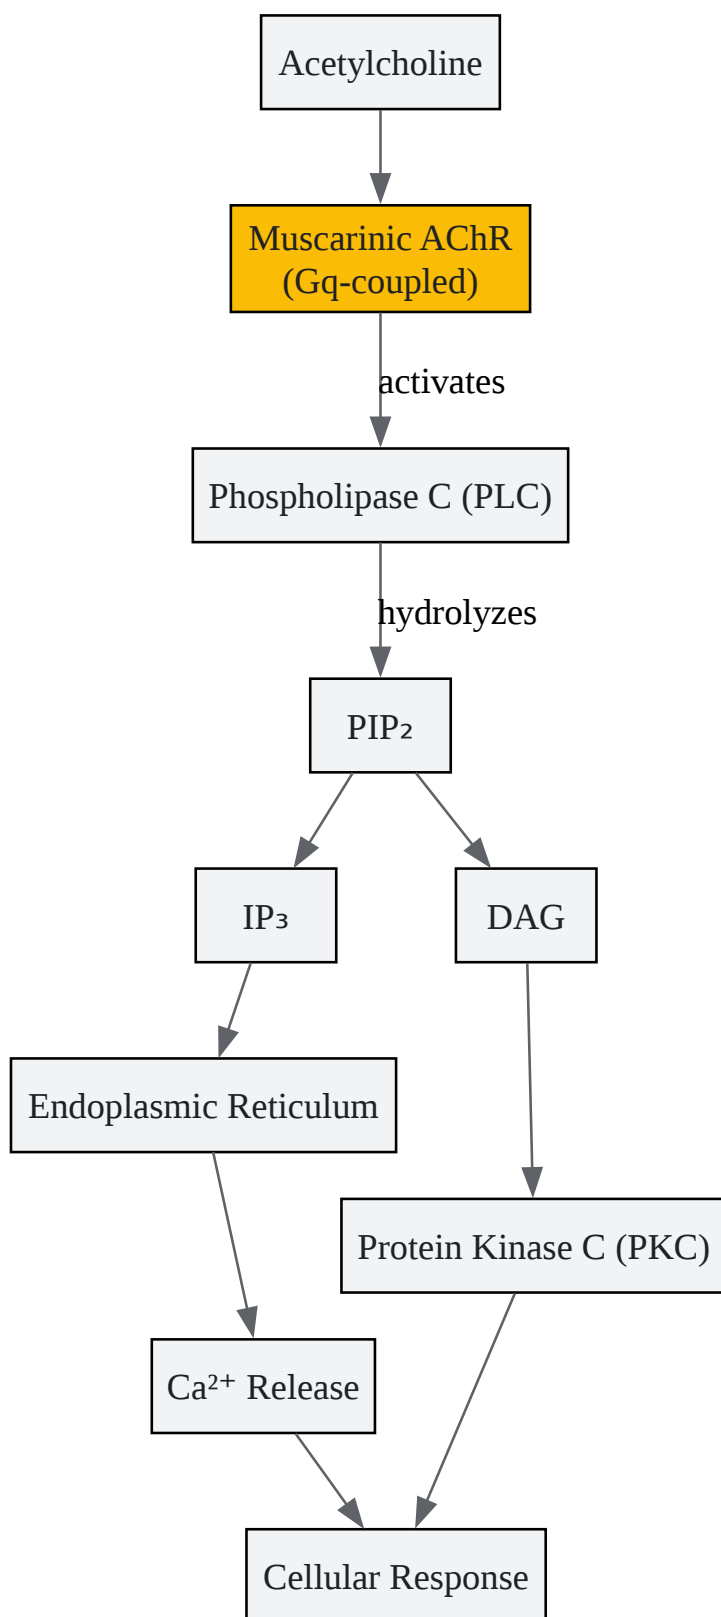 Acetylcholine
Muscarinic AChR
(Gq-coupled)
activates
Phospholipase C (PLC)
hydrolyzes
PIP₂
IP₃
DAG
Endoplasmic Reticulum
Protein Kinase C (PKC)
Ca²⁺ Release
Cellular Response